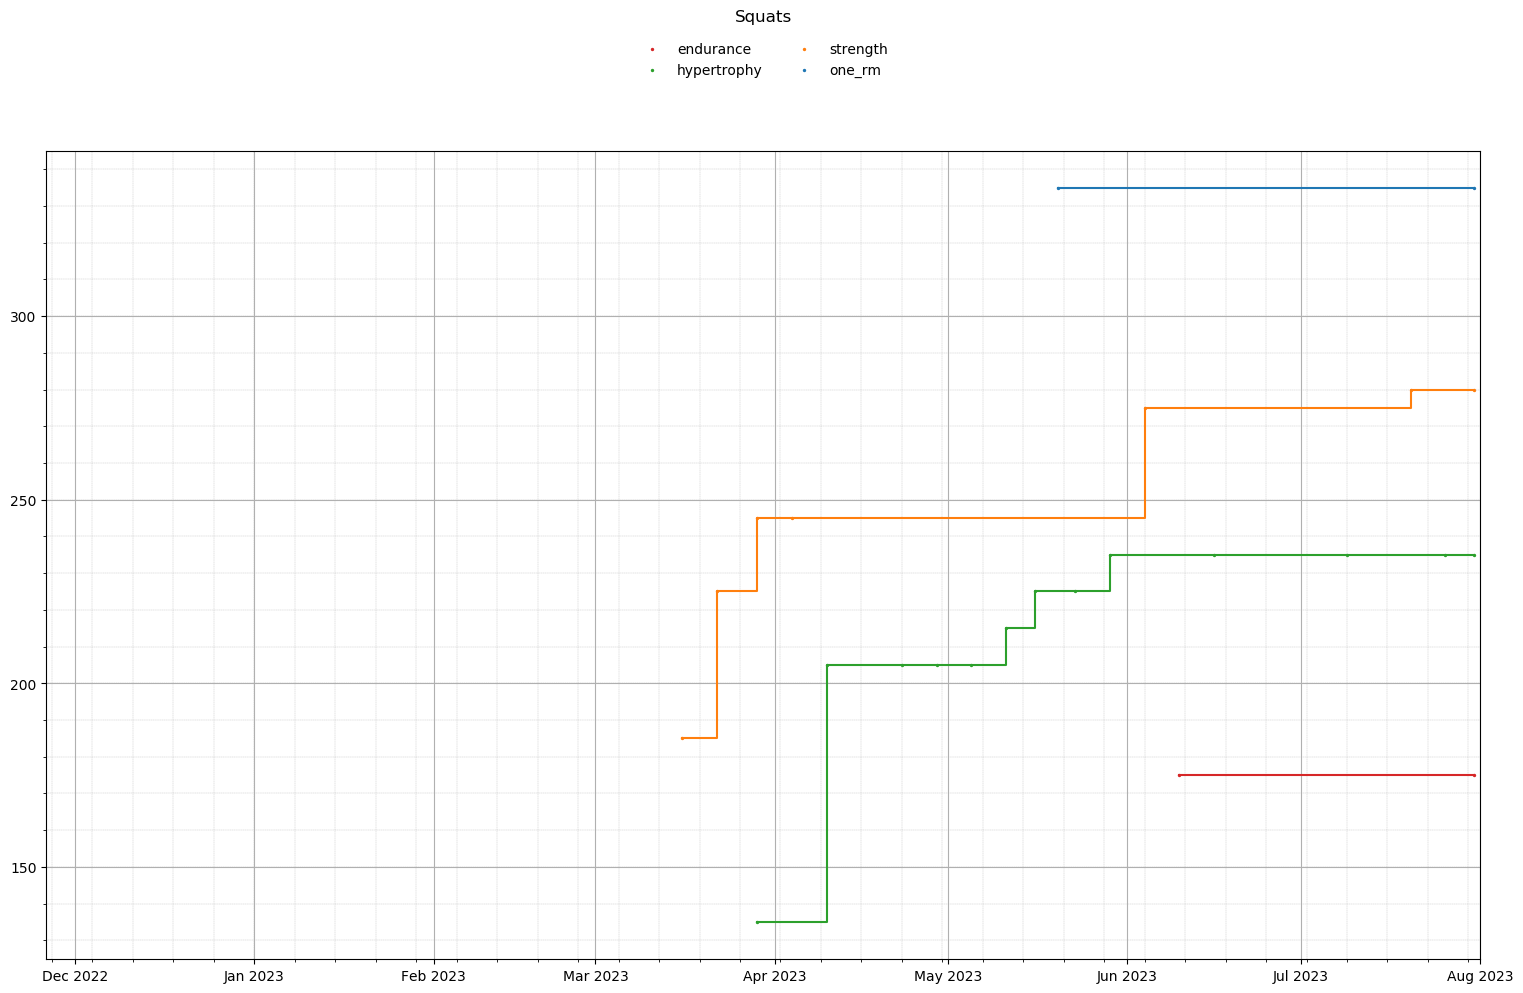 Squats
endurance strength
hypertrophy one_rm
300
250
200
150
Dec 2022 Jan 2023 Feb 2023 Mar 2023 Apr 2023 May 2023 Jun 2023 Jul 2023 Aug 2023